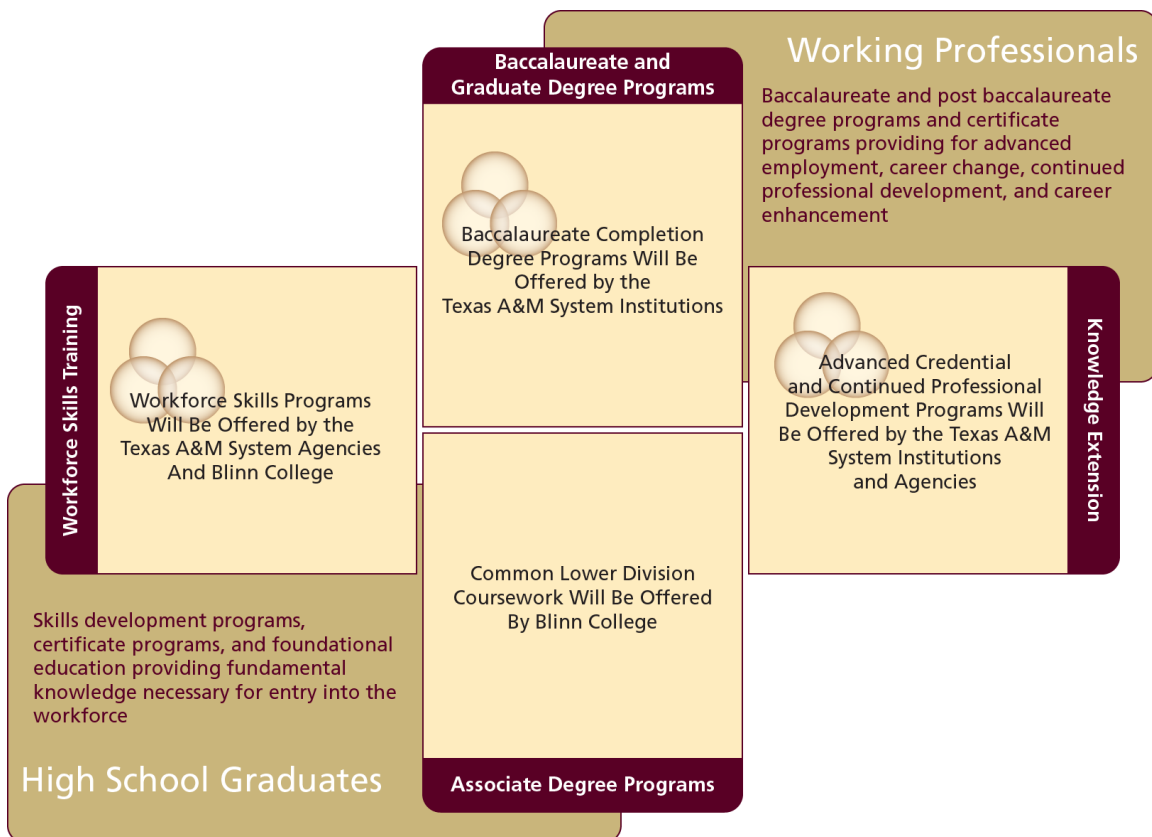 Working Professionals
Baccalaureate and post baccalaureate
degree programs and certificate
programs providing for advanced
employment, career change, continued
professional development, and career
enhancement
Baccalaureate and
Graduate Degree Programs
Baccalaureate Completion
Degree Programs Will Be
Offered by the
Texas A&M System Institutions
Workforce Skills Training
Workforce Skills Programs
Will Be Offered by the
Texas A&M System Agencies
And Blinn College
Advanced Credential
and Continued Professional
Development Programs Will
Be Offered by the Texas A&M
System Institutions
and Agencies
Knowledge Extension
Common Lower Division
Coursework Will Be Offered
By Blinn College
Associate Degree Programs
Skills development programs,
certificate programs, and foundational
education providing fundamental
knowledge necessary for entry into the
workforce
High School Graduates